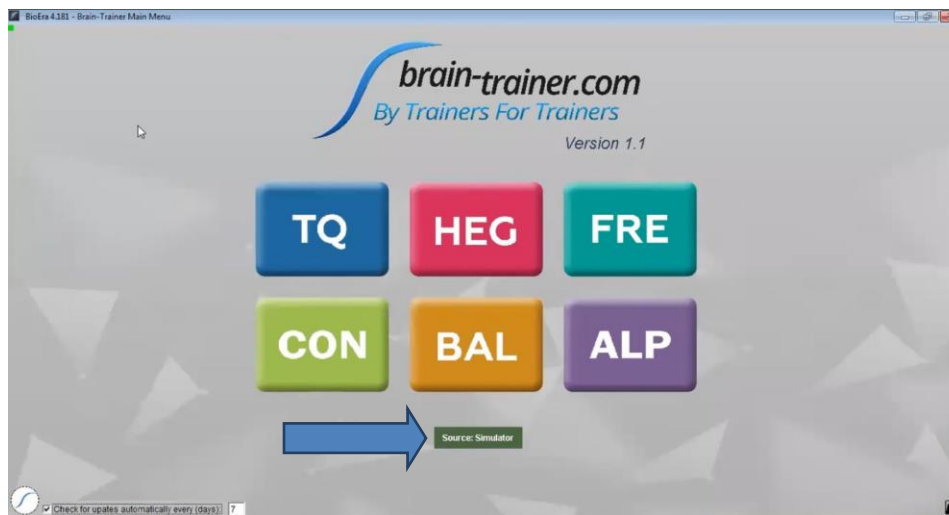 BioEra 4.181 - Brain-Trainer Main Menu
brain-trainer.com
By Trainers For Trainers
Version 1.1
TQ
HEG
FRE
CON
BAL
ALP
Source: Simulator
Check for upates automatically every (days): 7